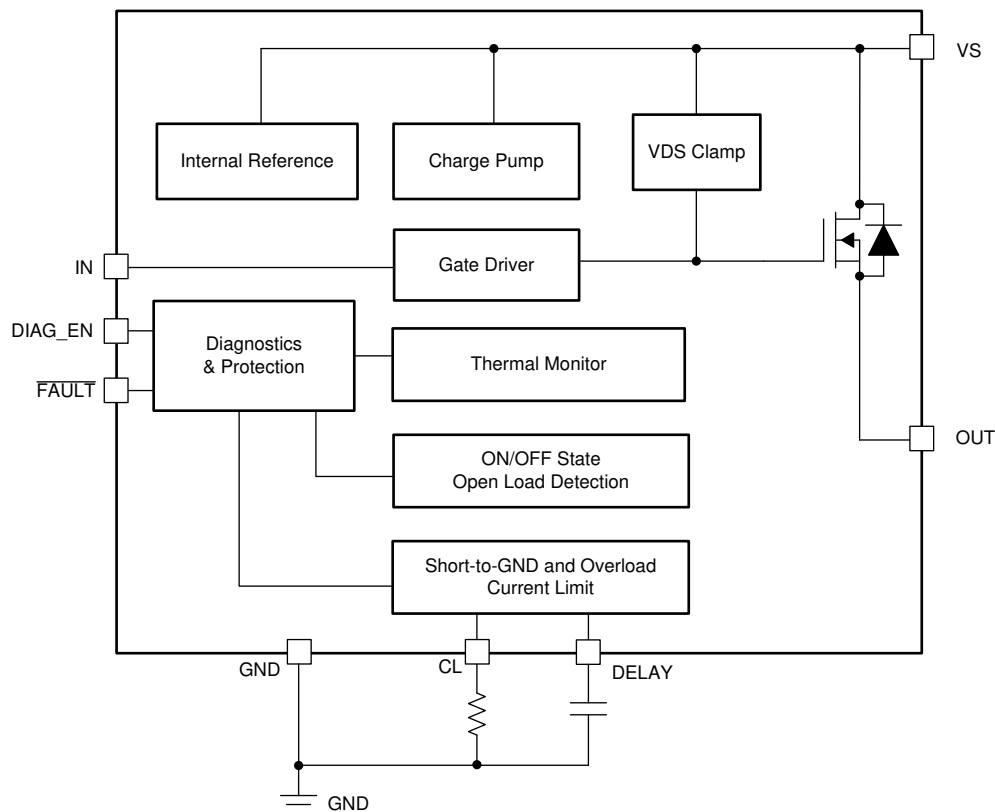 VS
Internal Reference
Charge Pump
VDS Clamp
IN
Gate Driver
DIAG_EN
Diagnostics
& Protection
Thermal Monitor
FAULT
OUT
ON/OFF State
Open Load Detection
Short-to-GND and Overload
Current Limit
GND
CL
DELAY
GND